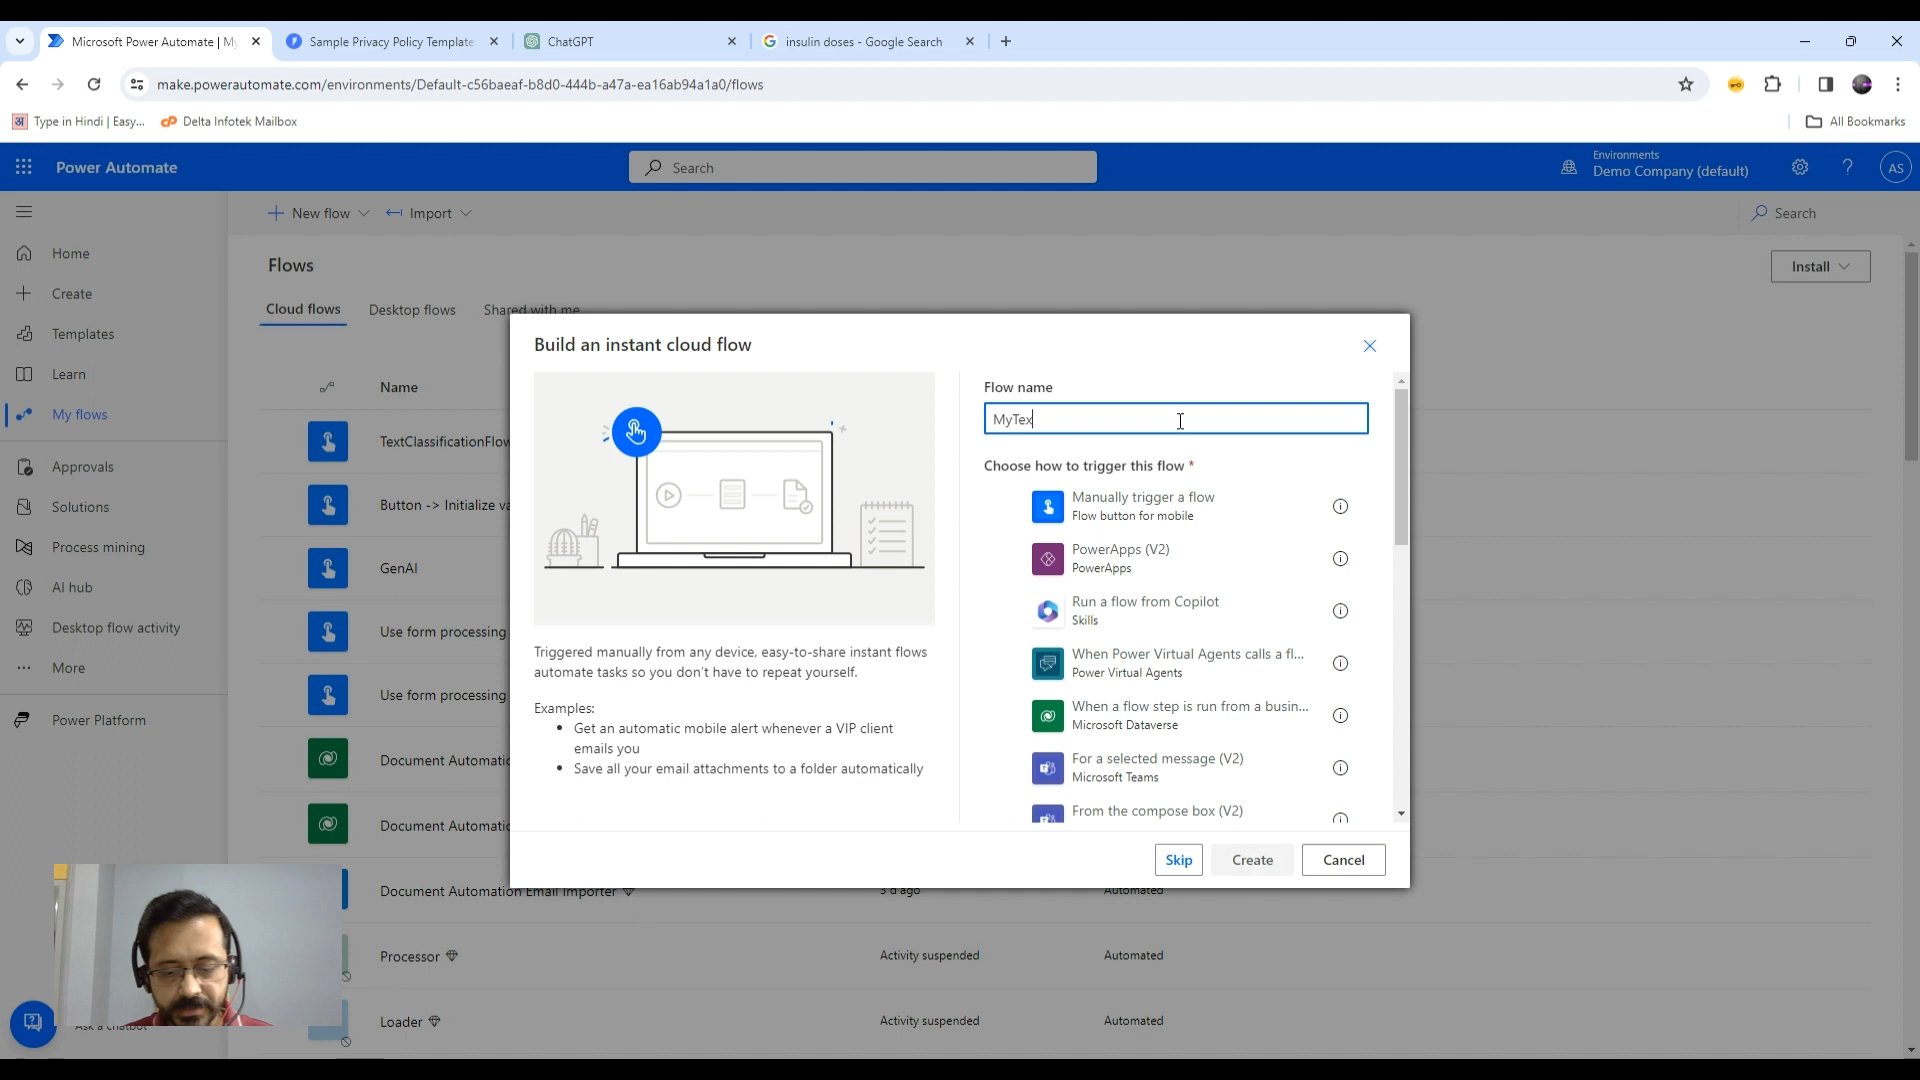 Microsoft Power Automate | My
Sample Privacy Policy Template
ChatGPT
insulin doses - Google Search
make.powerautomate.com/environments/Default-c56baeaf-b8d0-444b-a47a-ea16ab94a1a0/flows
अ Type in Hindi | Easy...
cP Delta Infotek Mailbox
All Bookmarks
Power Automate
Search
Environments
Demo Company (default)
AS
New flow
Import
Search
Home
Create
Templates
Learn
My flows
Approvals
Solutions
Process mining
AI hub
Desktop flow activity
More
Power Platform
Ask a chatbot
Flows
Install
Cloud flows
Desktop flows
Shared with me
Name
TextClassificationFlow
Button -> Initialize va
GenAI
Use form processing
Use form processing
Document Automatic
Document Automatic
Document Automation Email Importer
3 d ago
Automated
Processor
Activity suspended
Automated
Loader
Activity suspended
Automated
Build an instant cloud flow
Triggered manually from any device, easy-to-share instant flows
automate tasks so you don't have to repeat yourself.
Examples:
• Get an automatic mobile alert whenever a VIP client
emails you
• Save all your email attachments to a folder automatically
Flow name
MyTex
Choose how to trigger this flow *
Manually trigger a flow
Flow button for mobile
PowerApps (V2)
PowerApps
Run a flow from Copilot
Skills
When Power Virtual Agents calls a fl...
Power Virtual Agents
When a flow step is run from a busin...
Microsoft Dataverse
For a selected message (V2)
Microsoft Teams
From the compose box (V2)
Skip
Create
Cancel